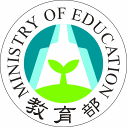 MINISTRY OF EDUCATION
教育部